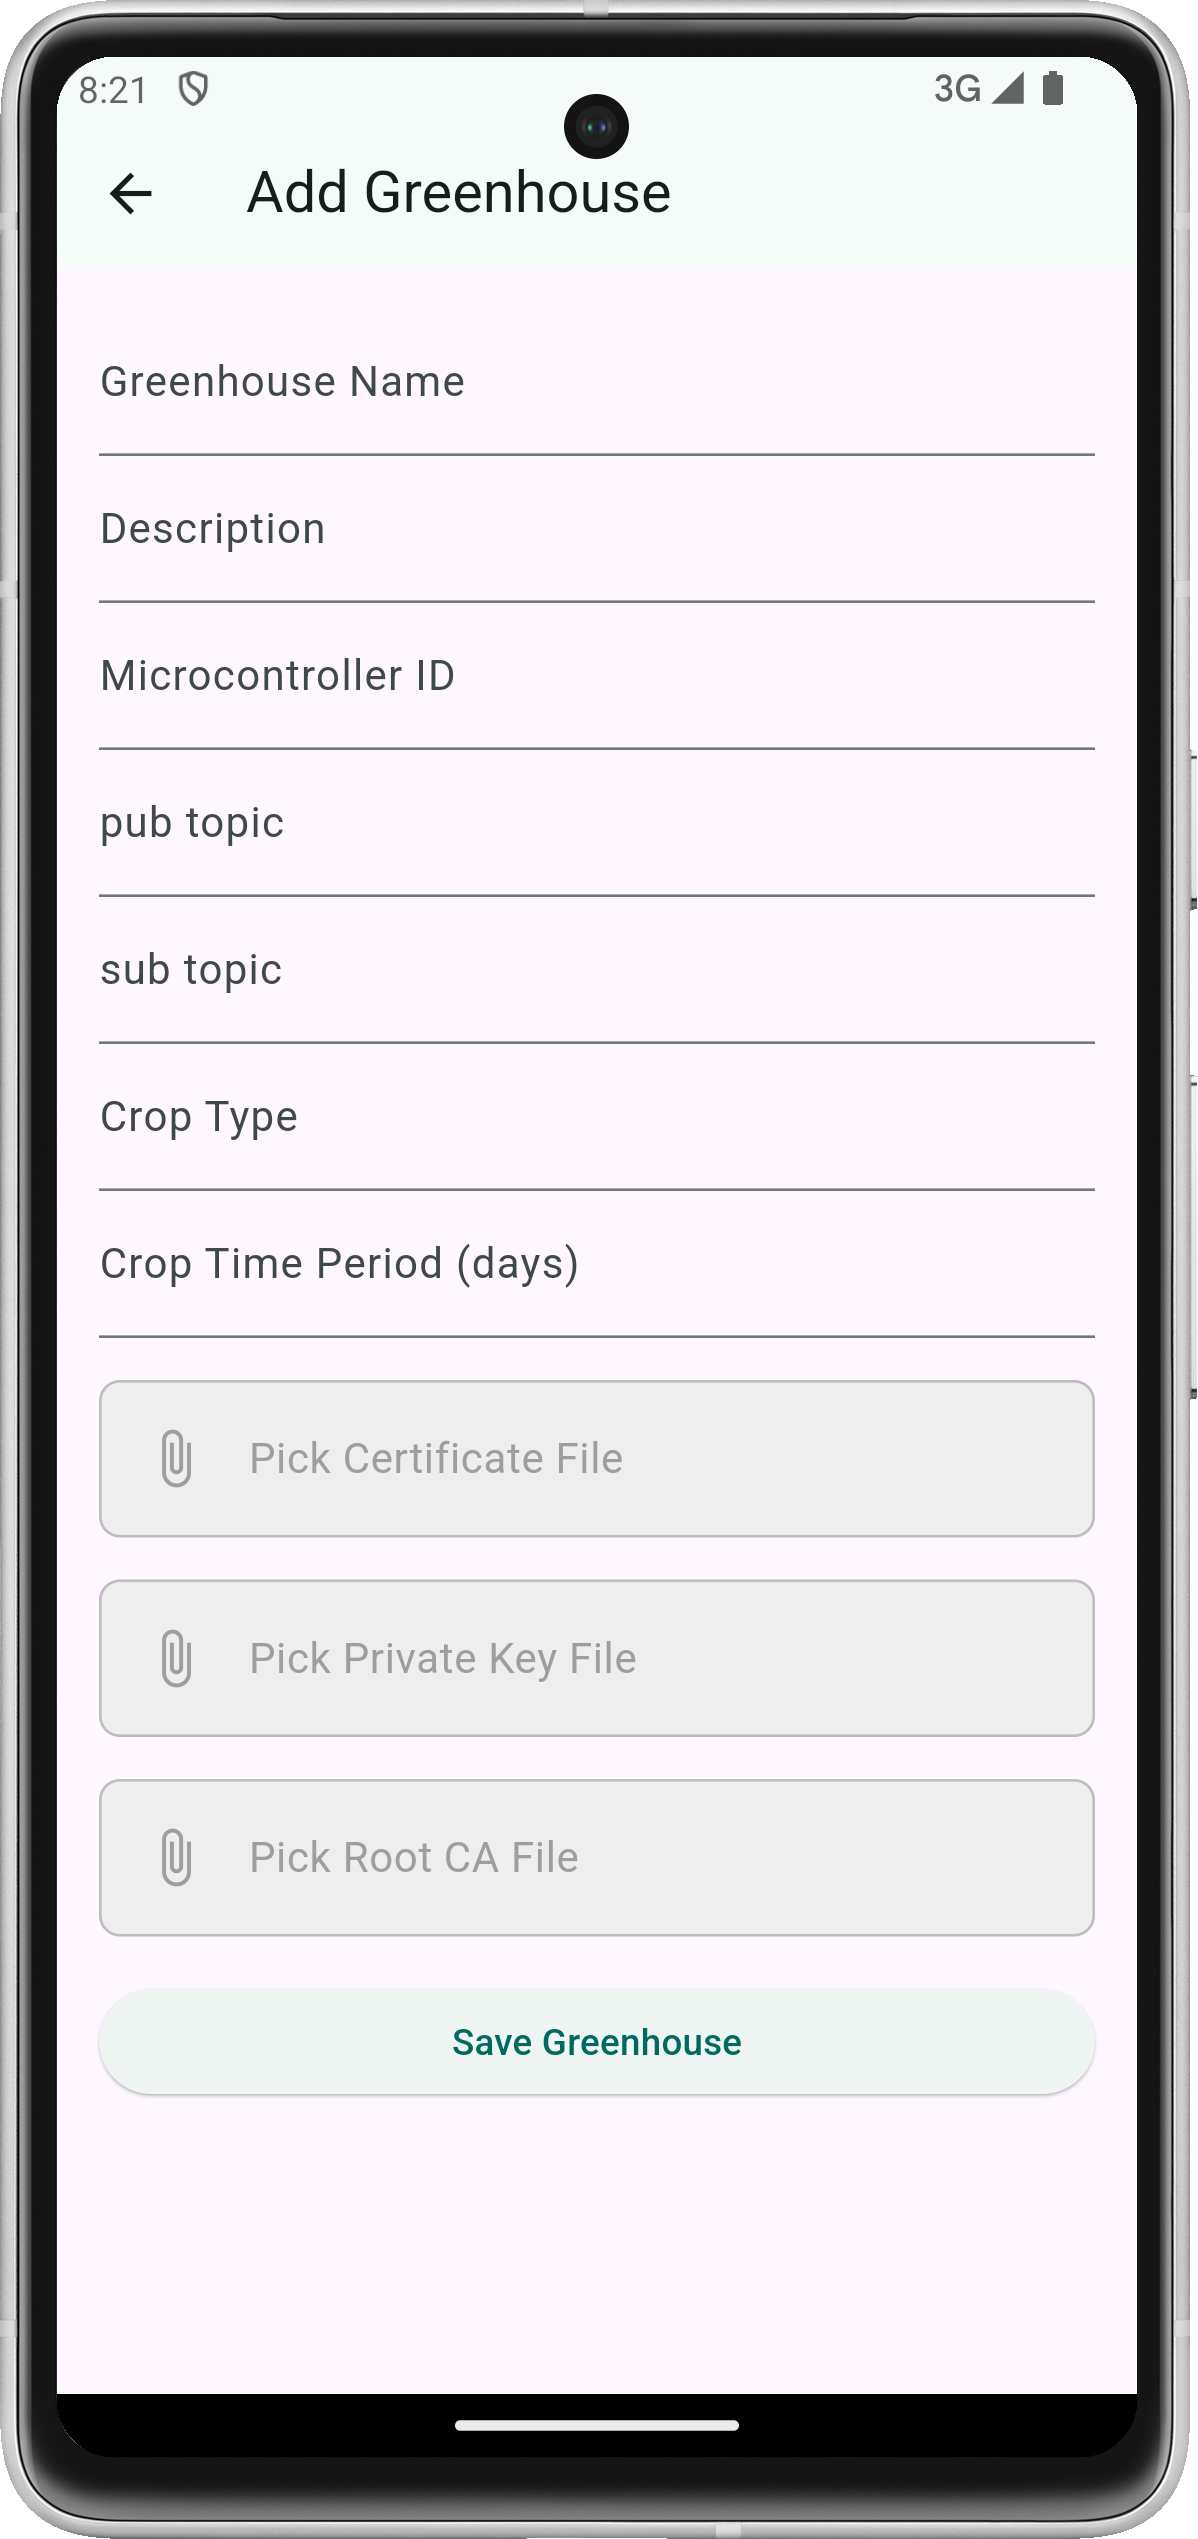 8:21 3G
Add Greenhouse
Greenhouse Name
Description
Microcontroller ID
pub topic
sub topic
Crop Type
Crop Time Period (days)
Pick Certificate File
Pick Private Key File
Pick Root CA File
Save Greenhouse